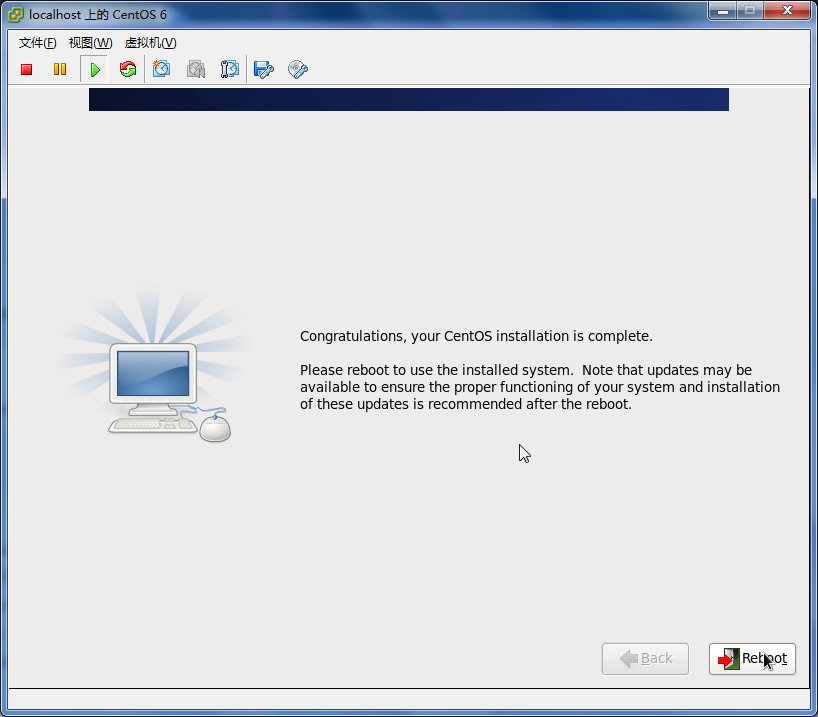 localhost 上的 CentOS 6
文件(F) 视图(W) 虚拟机(V)
Congratulations, your CentOS installation is complete.
Please reboot to use the installed system.  Note that updates may be
available to ensure the proper functioning of your system and installation
of these updates is recommended after the reboot.
Back Reboot